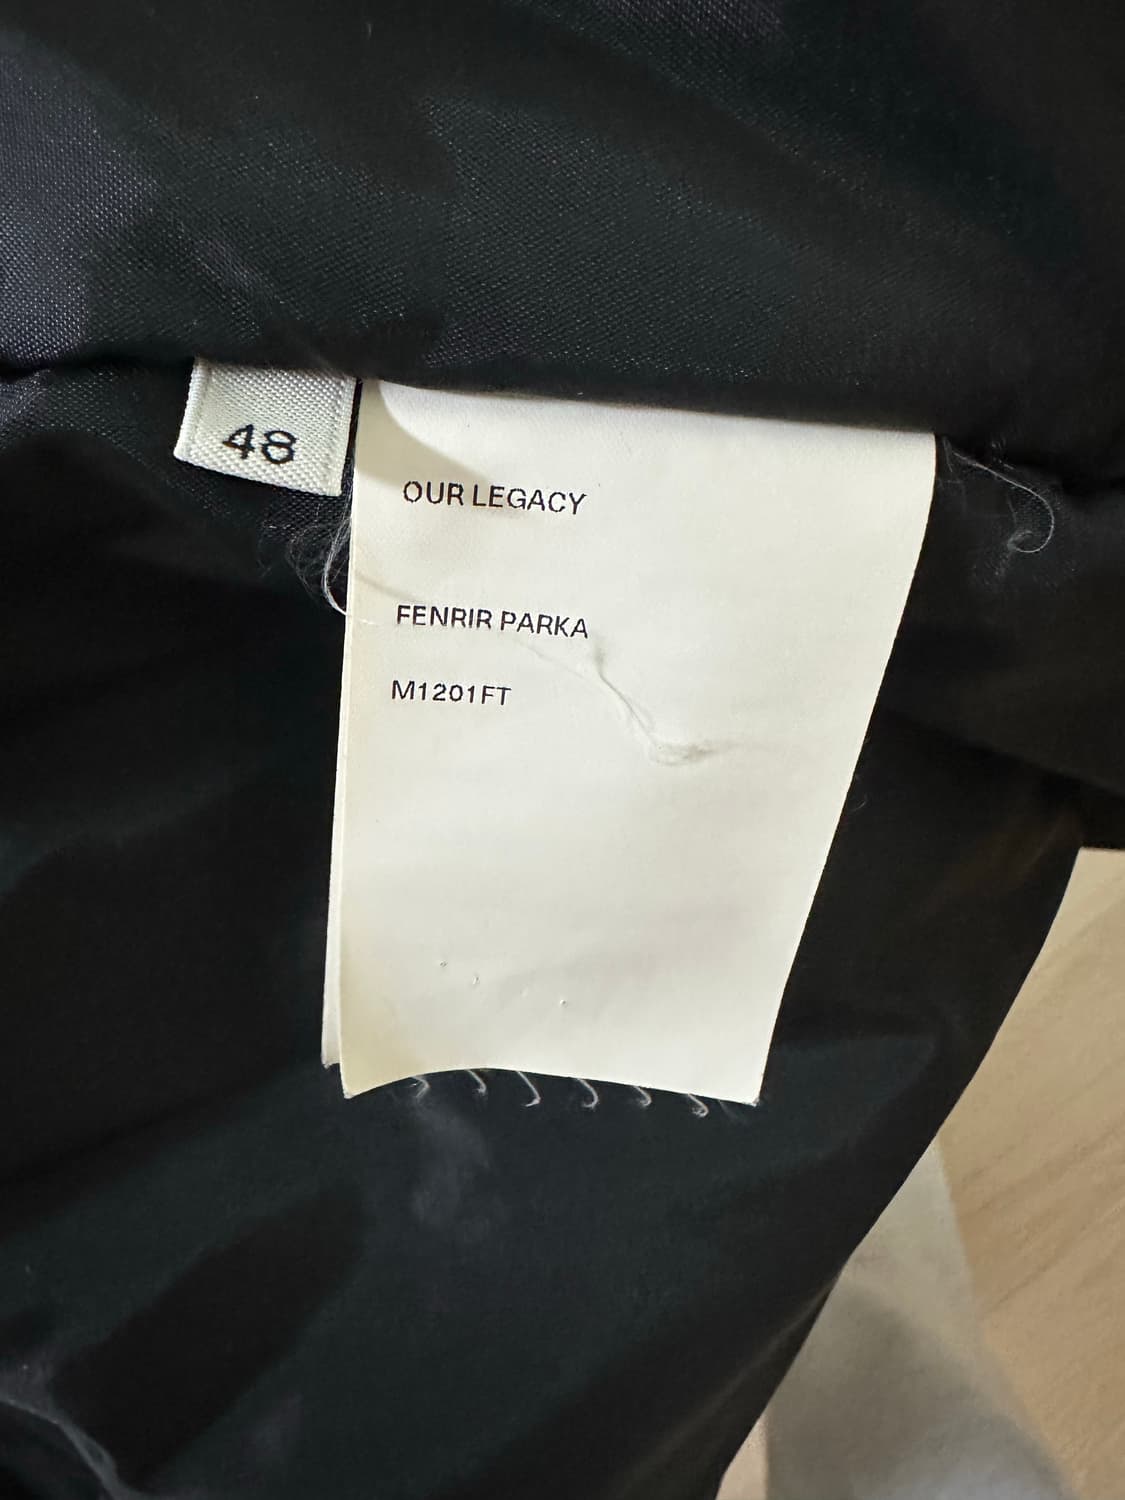 48
OUR LEGACY
FENRIR PARKA
M1201FT